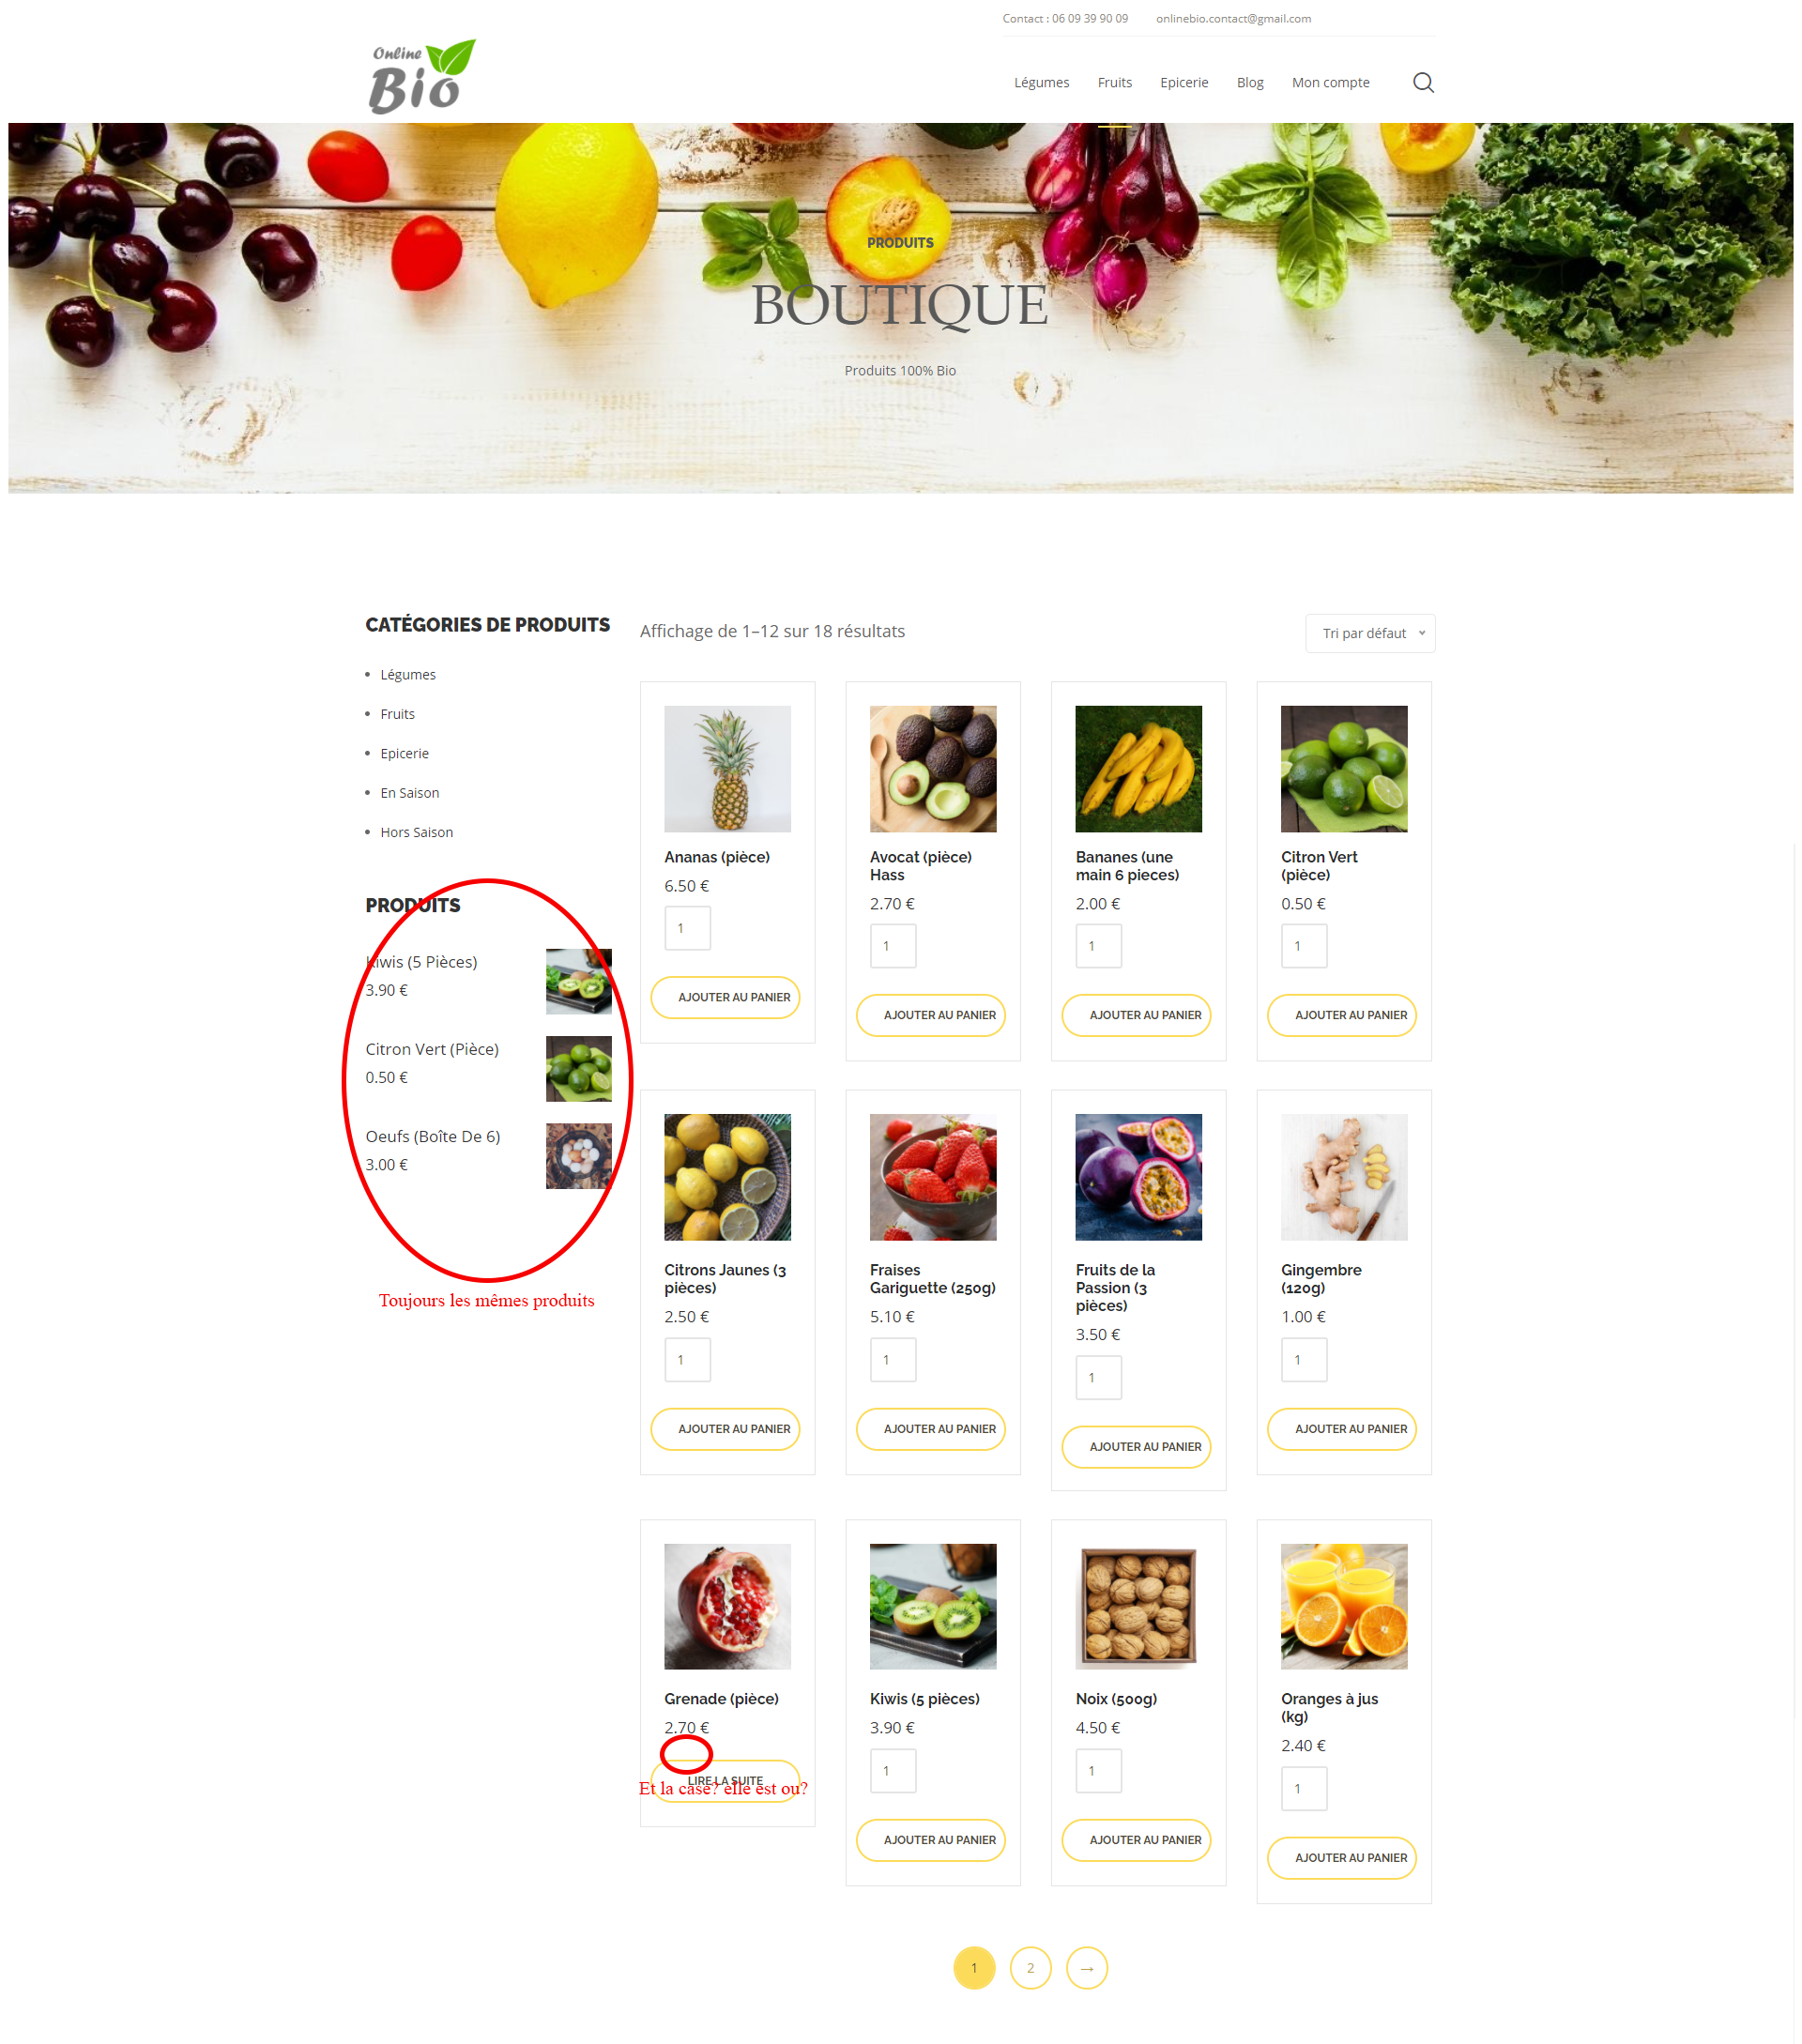 Contact : 06 09 39 90 09 onlinebio.contact@gmail.com
Online
Bio
Légumes Fruits Epicerie Blog Mon compte
PRODUITS
BOUTIQUE
Produits 100% Bio
CATÉGORIES DE PRODUITS
Légumes
Fruits
Epicerie
En Saison
Hors Saison
PRODUITS
Kiwis (5 Pièces)
3.90 €
Citron Vert (Pièce)
0.50 €
Oeufs (Boîte De 6)
3.00 €
Toujours les mêmes produits
Affichage de 1–12 sur 18 résultats
Tri par défaut
Ananas (pièce)
6.50 €
1
AJOUTER AU PANIER
Avocat (pièce)
Hass
2.70 €
1
AJOUTER AU PANIER
Bananes (une
main 6 pieces)
2.00 €
1
AJOUTER AU PANIER
Citron Vert
(pièce)
0.50 €
1
AJOUTER AU PANIER
Citrons Jaunes (3
pièces)
2.50 €
1
AJOUTER AU PANIER
Fraises
Gariguette (250g)
5.10 €
1
AJOUTER AU PANIER
Fruits de la
Passion (3
pièces)
3.50 €
1
AJOUTER AU PANIER
Gingembre
(120g)
1.00 €
1
AJOUTER AU PANIER
Grenade (pièce)
2.70 €
LIRE LA SUITE
Et la case? elle est ou?
Kiwis (5 pièces)
3.90 €
1
AJOUTER AU PANIER
Noix (500g)
4.50 €
1
AJOUTER AU PANIER
Oranges à jus
(kg)
2.40 €
1
AJOUTER AU PANIER
1 2 →